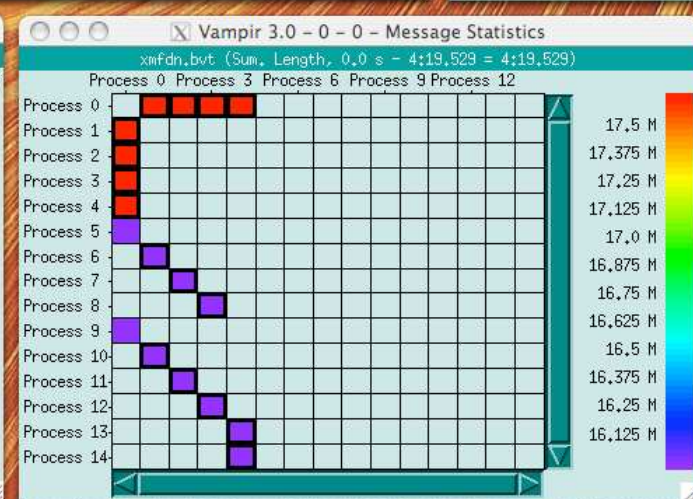 Vampir 3.0 - 0 - 0 - Message Statistics
xmfdn.bvt (Sum, Length, 0.0 s - 4:19.529 = 4:19.529)
Process 0 Process 3 Process 6 Process 9 Process 12
Process 0
Process 1
Process 2
Process 3
Process 4
Process 5
Process 6
Process 7
Process 8
Process 9
Process 10
Process 11
Process 12
Process 13
Process 14
17.5 M
17.375 M
17.25 M
17.125 M
17.0 M
16.875 M
16.75 M
16.625 M
16.5 M
16.375 M
16.25 M
16.125 M